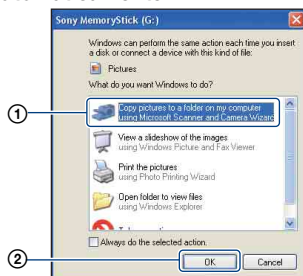 Sony MemoryStick (G:)
Windows can perform the same action each time you insert
a disk or connect a device with this kind of file:
Pictures
What do you want Windows to do?
①
Copy pictures to a folder on my computer
using Microsoft Scanner and Camera Wizard
View a slideshow of the images
using Windows Picture and Fax Viewer
Print the pictures
using Photo Printing Wizard
Open folder to view files
using Windows Explorer
Always do the selected action.
②
OK Cancel